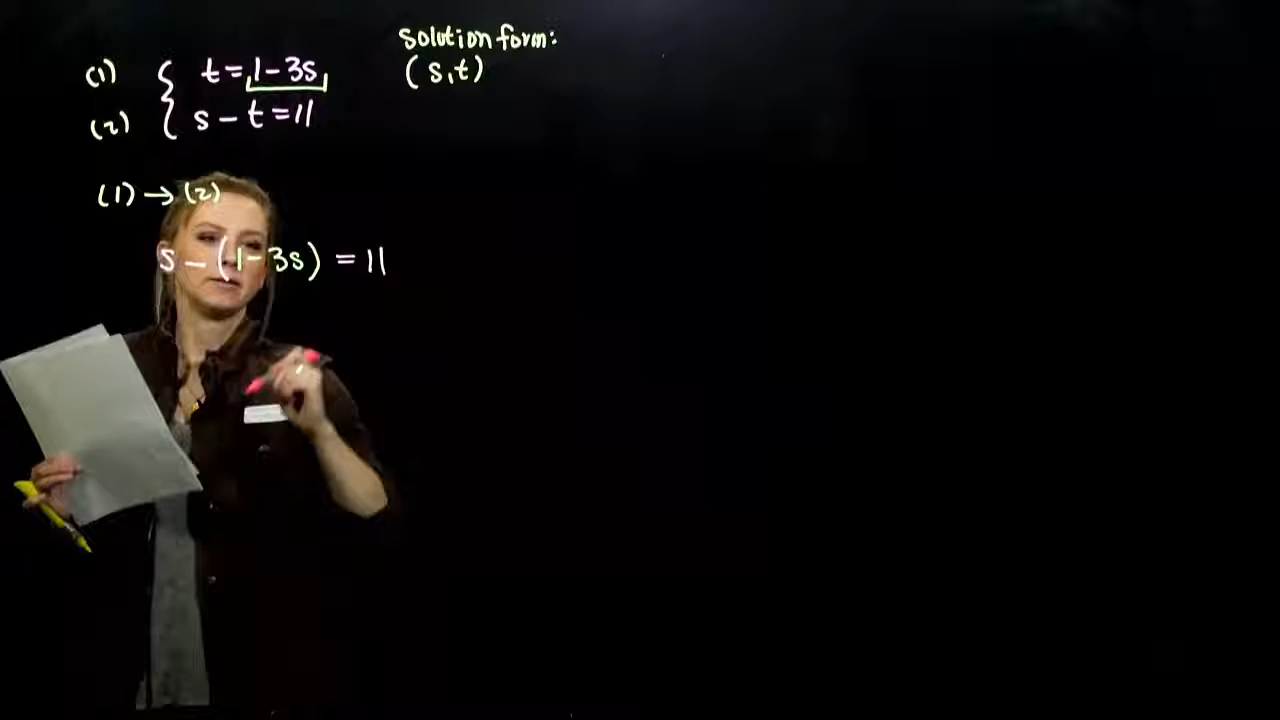 solution form:
(1) { t = 1 - 3s (s,t)
(2) { s - t = 11
(1) → (2)
s - (1 - 3s) = 11